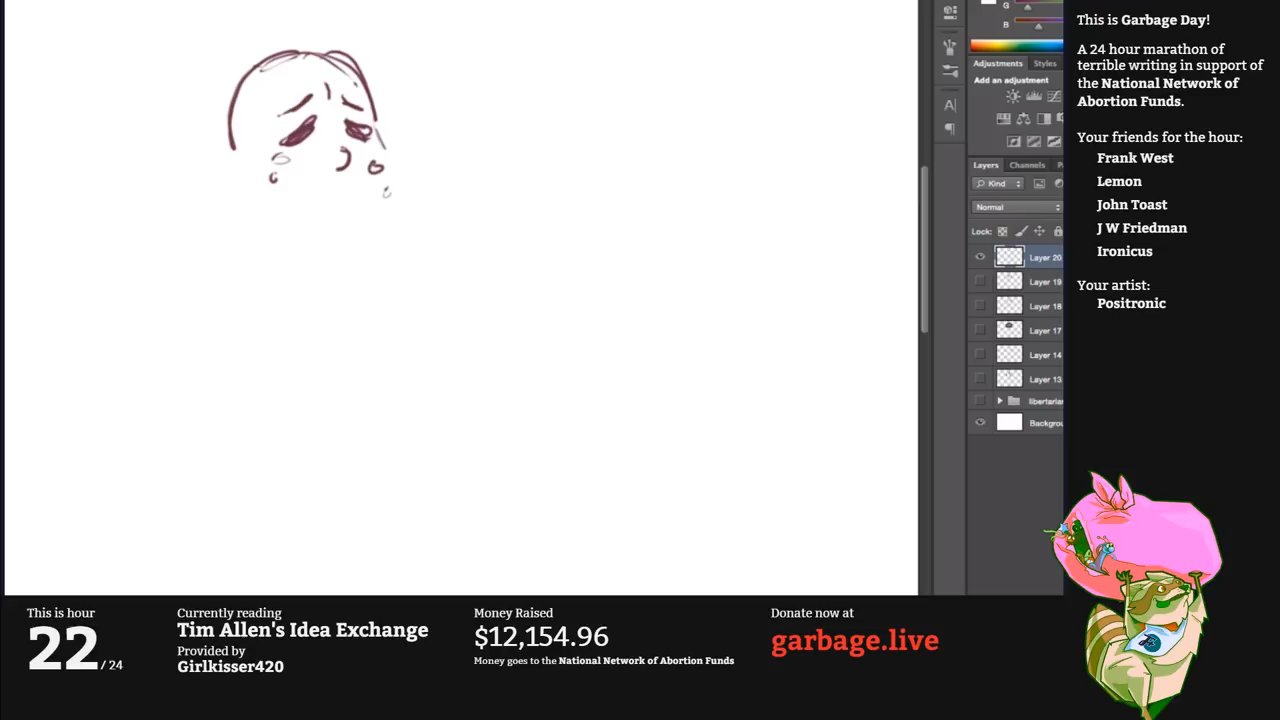 G
B
Adjustments Styles
Add an adjustment
Layers Channels P
Kind
Normal
Lock:
Layer 20
Layer 19
Layer 18
Layer 17
Layer 14
Layer 13
libertaria
Backgrou
This is Garbage Day!
A 24 hour marathon of
terrible writing in support of
the National Network of
Abortion Funds.
Your friends for the hour:
Frank West
Lemon
John Toast
J W Friedman
Ironicus
Your artist:
Positronic
This is hour
22 / 24
Currently reading
Tim Allen's Idea Exchange
Provided by
Girlkisser420
Money Raised
$12,154.96
Money goes to the National Network of Abortion Funds
Donate now at
garbage.live